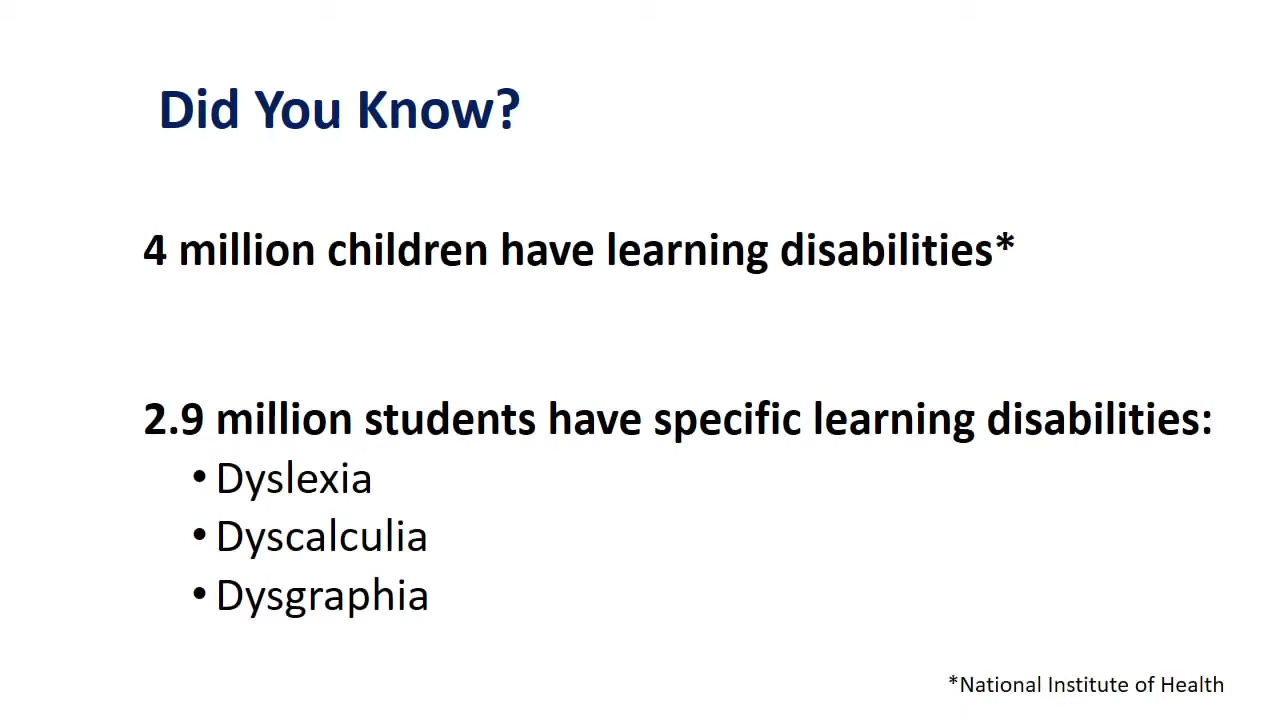 Did You Know?
4 million children have learning disabilities*
2.9 million students have specific learning disabilities:
• Dyslexia
• Dyscalculia
• Dysgraphia
*National Institute of Health